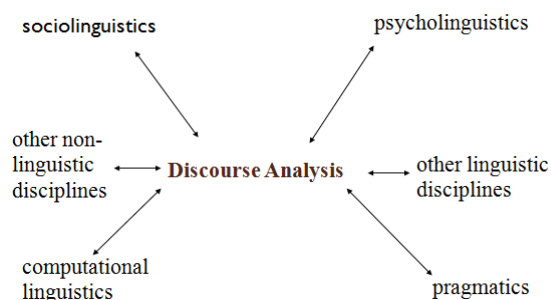 sociolinguistics
psycholinguistics
other non-
linguistic
disciplines
Discourse Analysis
other linguistic
disciplines
computational
linguistics
pragmatics